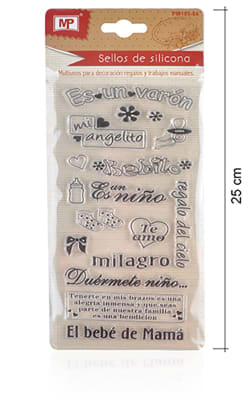 MP
PM185-04
Sellos de silicona
Multiusos para decoración regalos y trabajos manuales.
Es un varón
mi
angelito
Bebito
Es un
niño
regalo del cielo
Te
amo
milagro
Duérmete niño...
Tenerte en mis brazos es una
alegría inmensa y que seas
parte de nuestra familia
es una bendición
El bebé de Mamá
25 cm